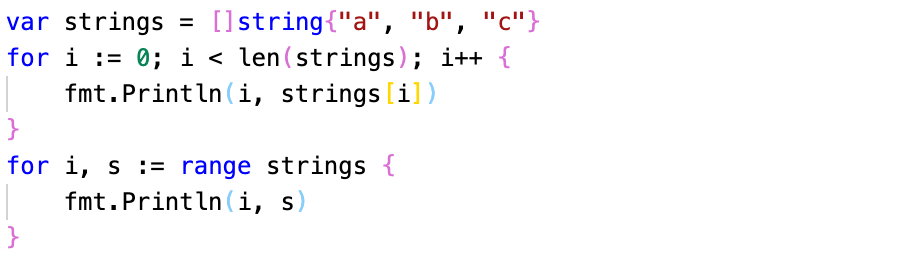 var strings = []string{"a", "b", "c"}
for i := 0; i < len(strings); i++ {
    fmt.Println(i, strings[i])
}
for i, s := range strings {
    fmt.Println(i, s)
}